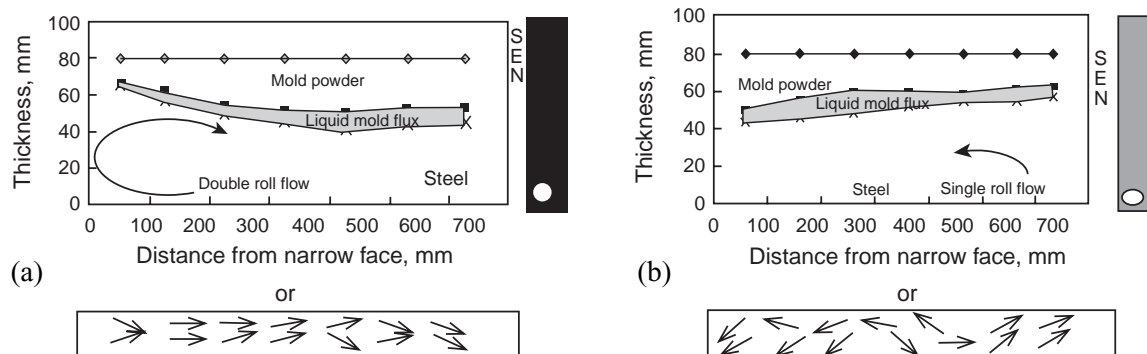 100
80
60
40
20
0
Thickness, mm
Mold powder
Liquid mold flux
Double roll flow
Steel
0 100 200 300 400 500 600 700
Distance from narrow face, mm
SEN
(a)
or
100
80
60
40
20
0
Thickness, mm
Mold powder
Liquid mold flux
Steel
Single roll flow
0 100 200 300 400 500 600 700
Distance from narrow face, mm
SEN
(b)
or